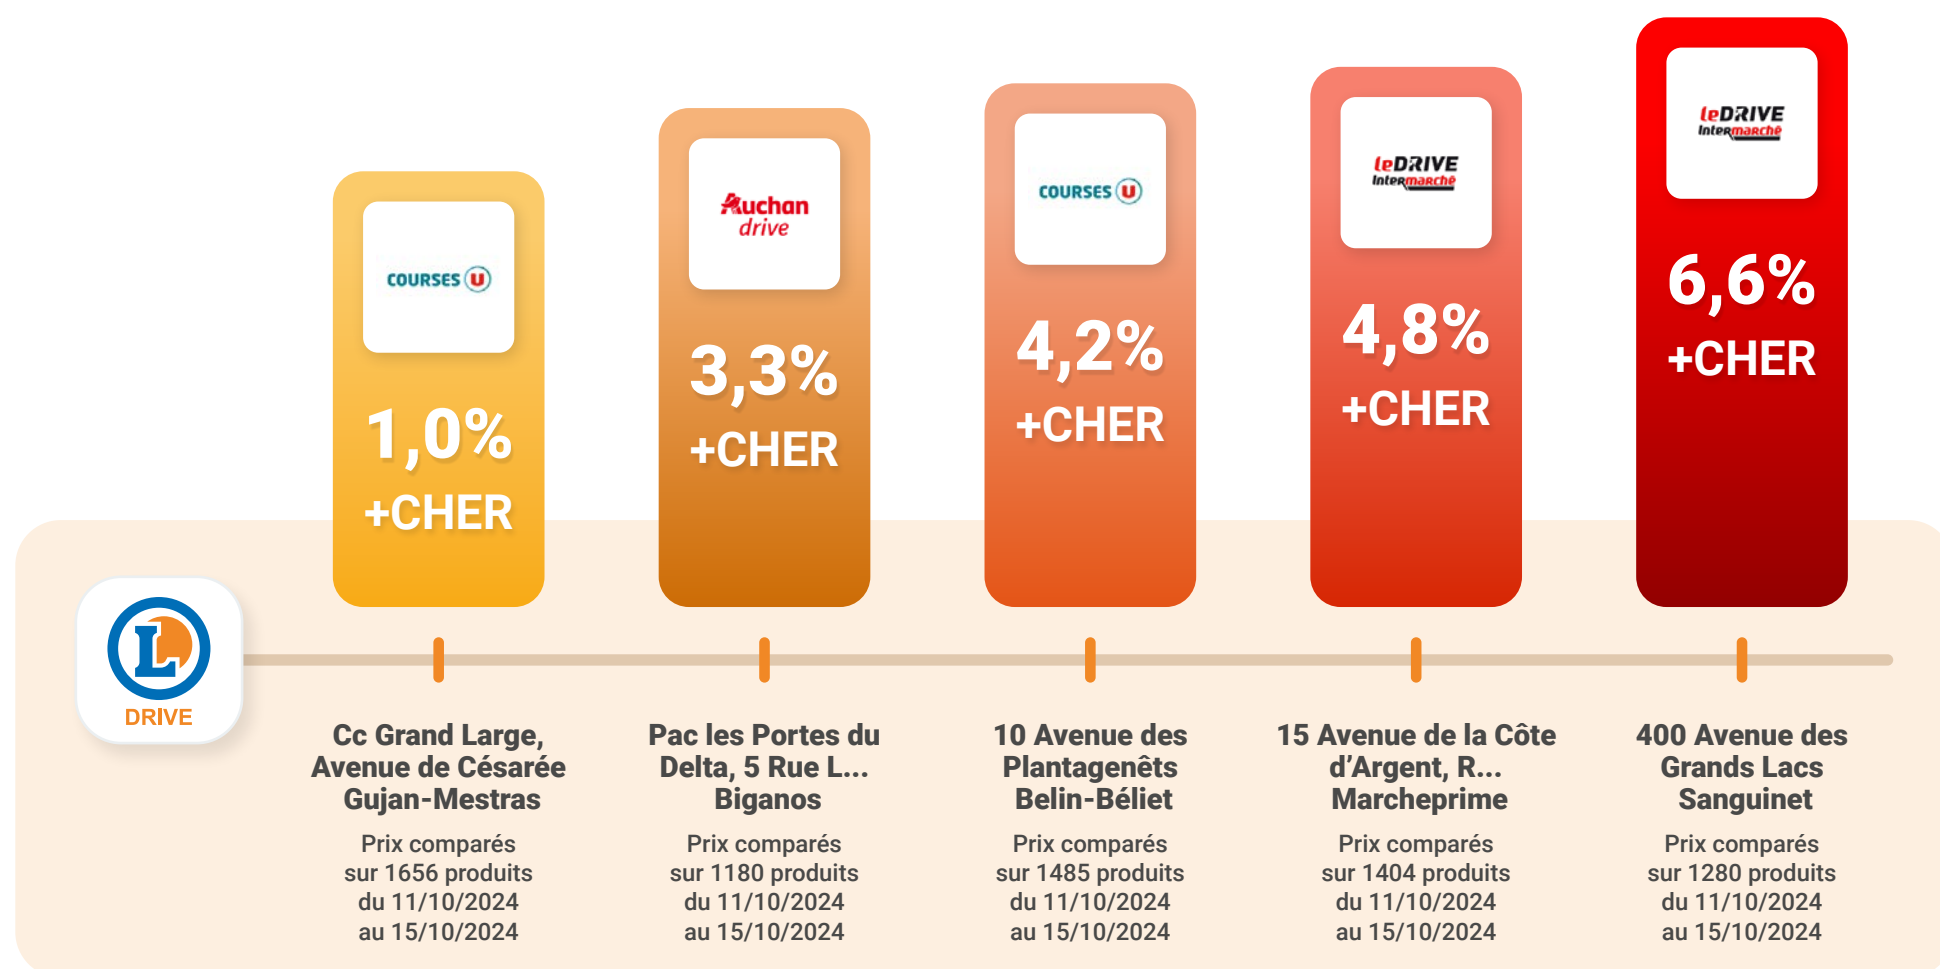 COURSES U
1,0%
+CHER
Auchan
drive
3,3%
+CHER
COURSES U
4,2%
+CHER
leDRIVE
Intermarché
4,8%
+CHER
leDRIVE
Intermarché
6,6%
+CHER
L
DRIVE
Cc Grand Large,
Avenue de Césarée
Gujan-Mestras
Prix comparés
sur 1656 produits
du 11/10/2024
au 15/10/2024
Pac les Portes du
Delta, 5 Rue L...
Biganos
Prix comparés
sur 1180 produits
du 11/10/2024
au 15/10/2024
10 Avenue des
Plantagenêts
Belin-Béliet
Prix comparés
sur 1485 produits
du 11/10/2024
au 15/10/2024
15 Avenue de la Côte
d’Argent, R...
Marcheprime
Prix comparés
sur 1404 produits
du 11/10/2024
au 15/10/2024
400 Avenue des
Grands Lacs
Sanguinet
Prix comparés
sur 1280 produits
du 11/10/2024
au 15/10/2024